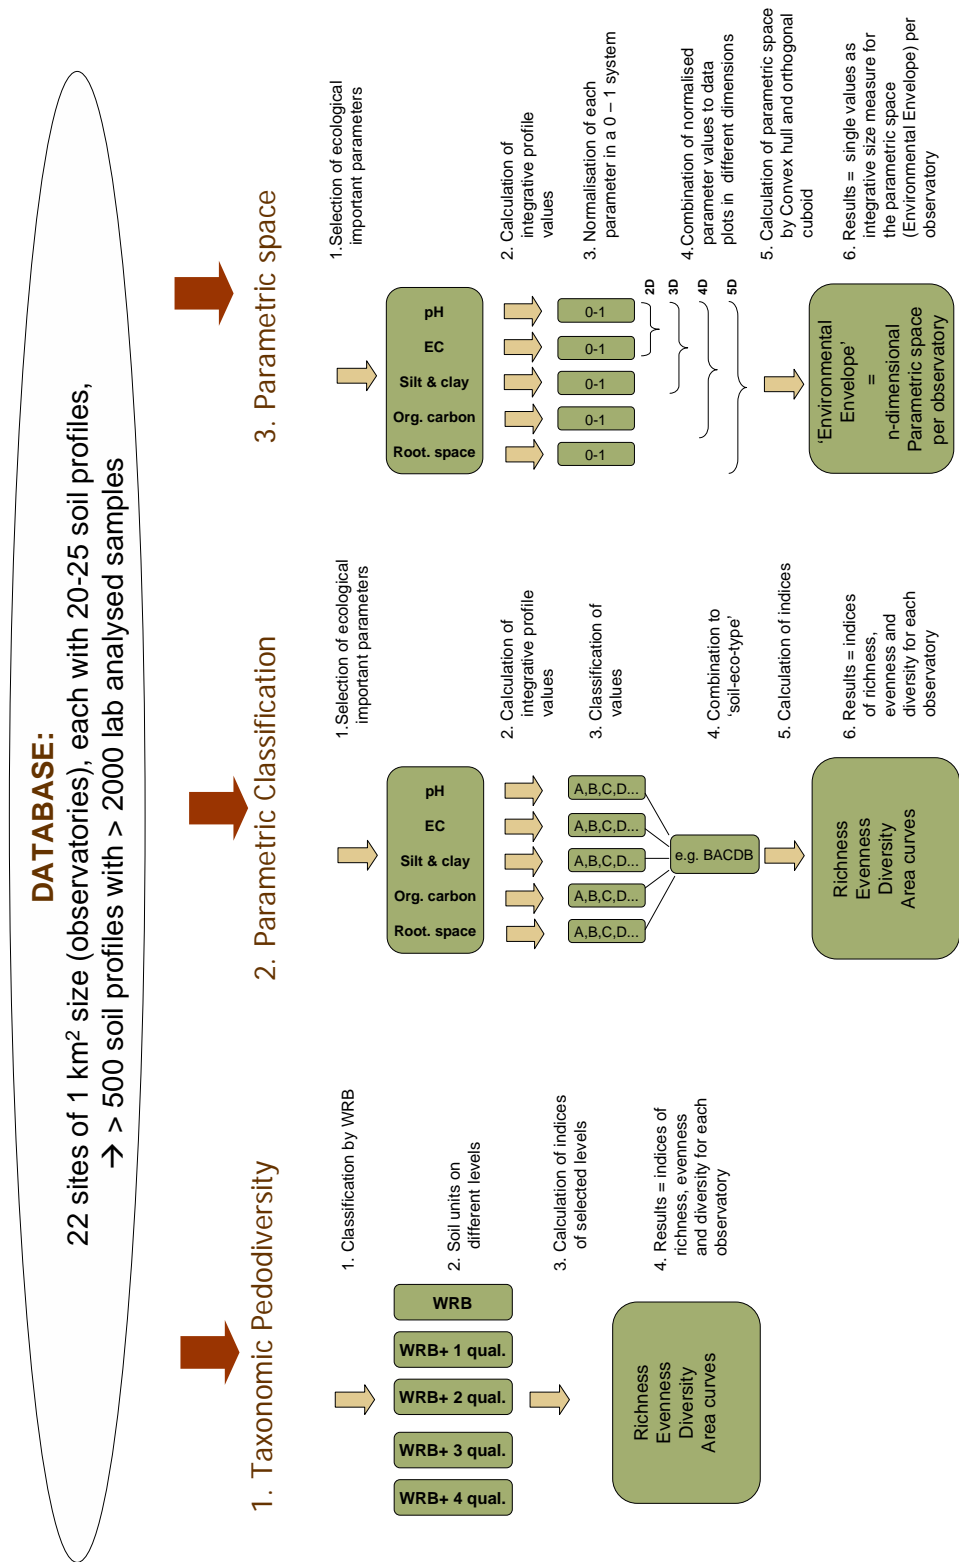 DATABASE:
22 sites of 1 km² size (observatories), each with 20-25 soil profiles,
→ > 500 soil profiles with > 2000 lab analysed samples
1. Taxonomic Pedodiversity
1. Classification by WRB
WRB+ 4 qual.
WRB+ 3 qual.
WRB+ 2 qual.
WRB+ 1 qual.
WRB
2. Soil units on
different levels
3. Calculation of indices
of selected levels
Richness
Evenness
Diversity
Area curves
4. Results = indices of
richness, evenness
and diversity for each
observatory
2. Parametric Classification
1.Selection of ecological
important parameters
Root. space
Org. carbon
Silt & clay
EC
pH
2. Calculation of
integrative profile
values
A,B,C,D...
A,B,C,D...
A,B,C,D...
A,B,C,D...
A,B,C,D...
3. Classification of
values
e.g. BACDB
4. Combination to
‘soil-eco-type’
5. Calculation of indices
Richness
Evenness
Diversity
Area curves
6. Results = indices
of richness,
evenness and
diversity for each
observatory
3. Parametric space
1.Selection of ecological
important parameters
Root. space
Org. carbon
Silt & clay
EC
pH
2. Calculation of
integrative profile
values
0-1
0-1
0-1
0-1
0-1
3. Normalisation of each
parameter in a 0 – 1 system
2D
3D
4D
5D
4.Combination of normalised
parameter values to data
plots in different dimensions
5. Calculation of parametric space
by Convex hull and orthogonal
cuboid
‘Environmental
Envelope’
=
n-dimensional
Parametric space
per observatory
6. Results = single values as
integrative size measure for
the parametric space
(Environmental Envelope) per
observatory